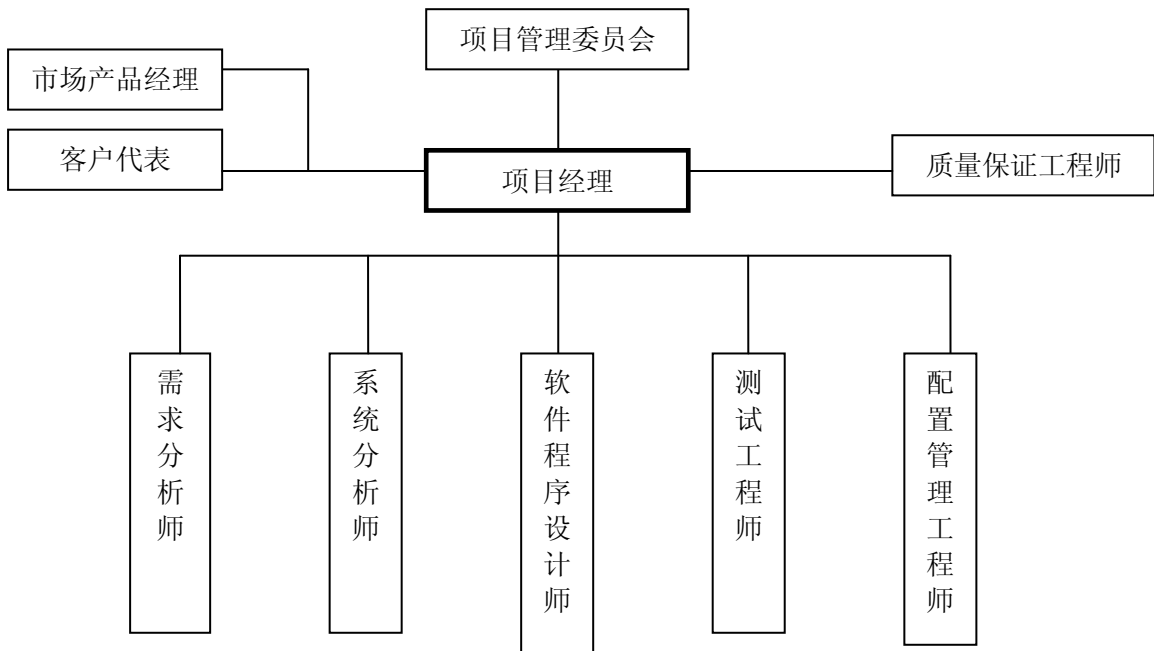 项目管理委员会
市场产品经理
客户代表
项目经理
质量保证工程师
需求分析师
系统分析师
软件程序设计师
测试工程师
配置管理工程师